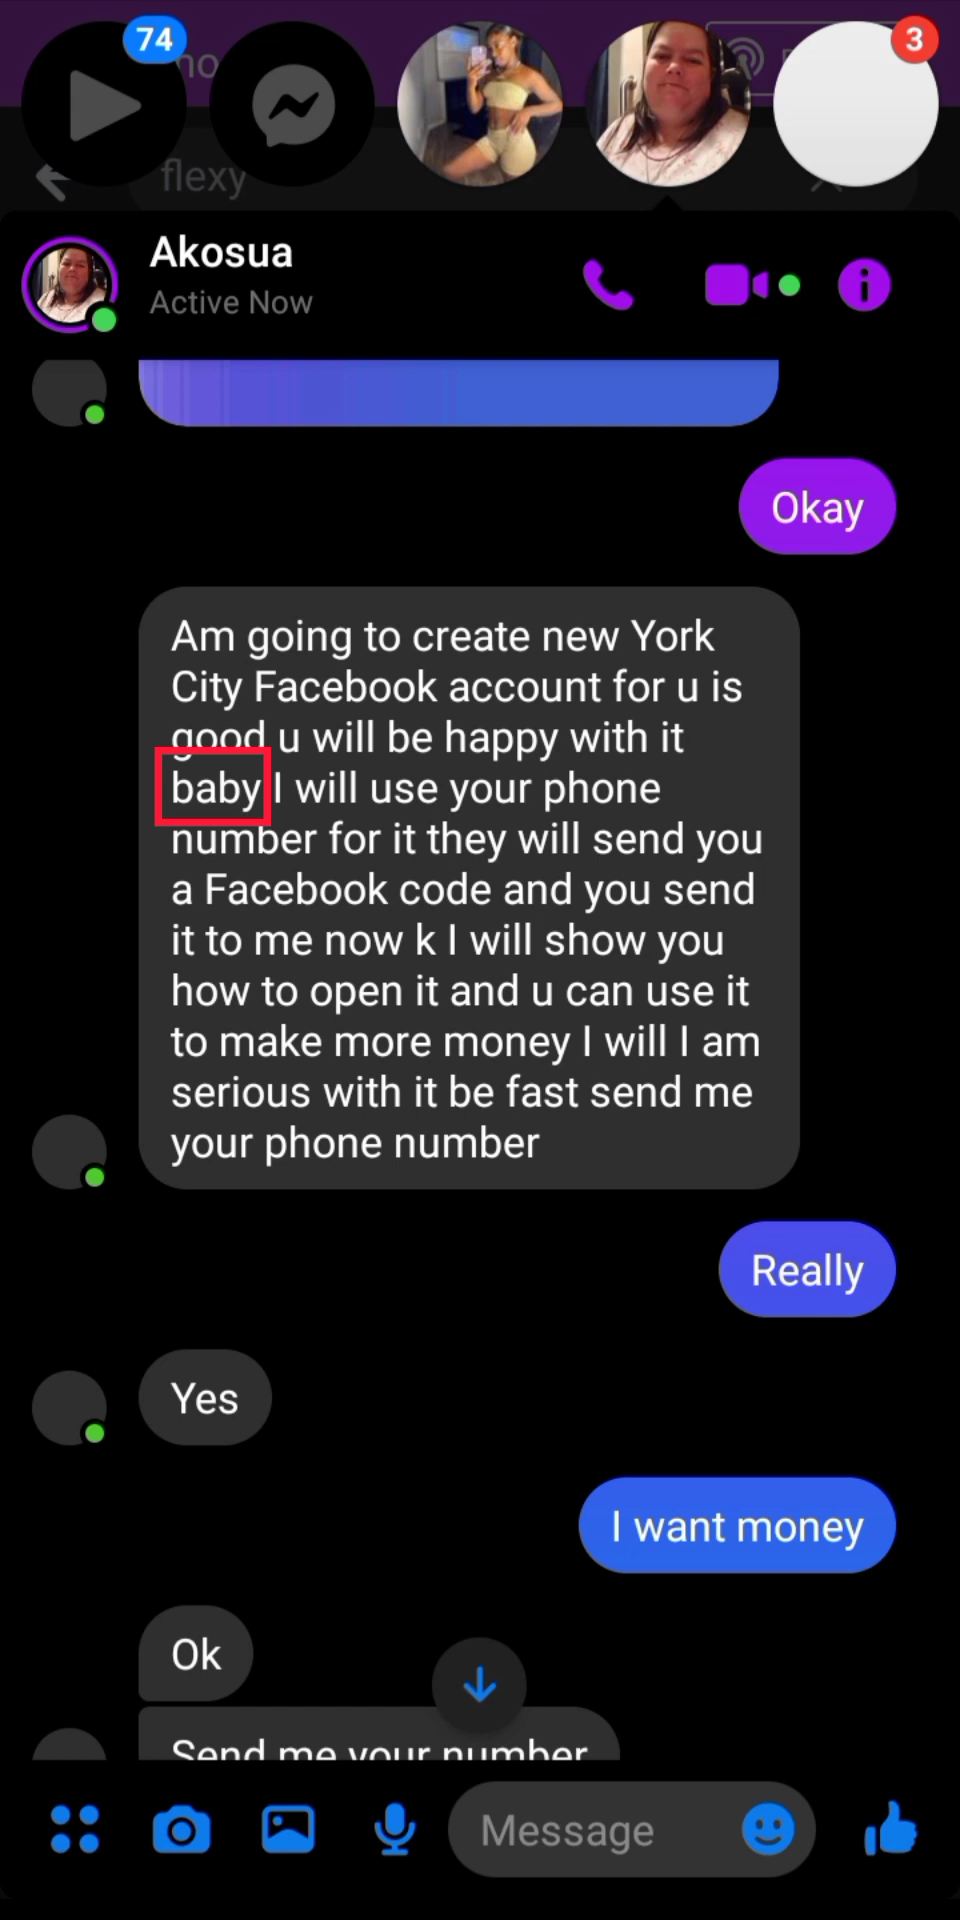 74
3
flexy
Akosua
Active Now
Okay
Am going to create new York
City Facebook account for u is
good u will be happy with it
baby I will use your phone
number for it they will send you
a Facebook code and you send
it to me now k I will show you
how to open it and u can use it
to make more money I will I am
serious with it be fast send me
your phone number
Really
Yes
I want money
Ok
Send me your number
Message